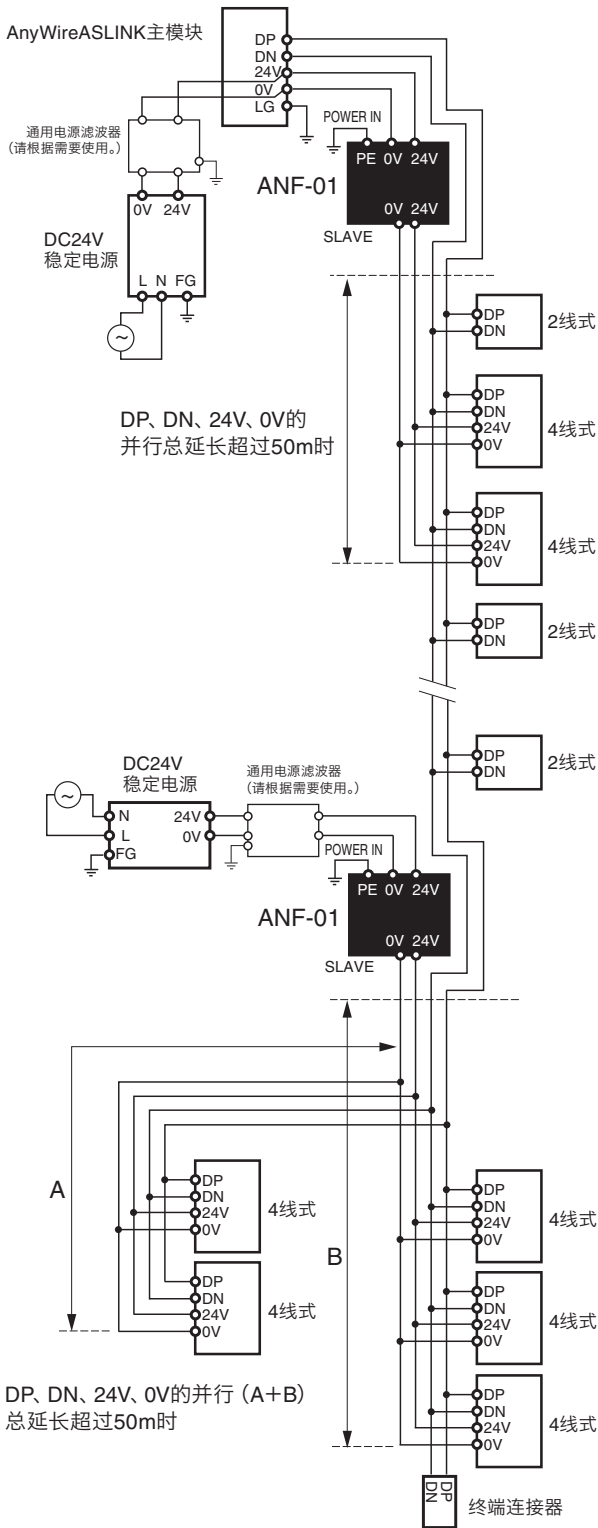 AnyWireASLINK主模块
DP
DN
24V
0V
LG
通用电源滤波器
（请根据需要使用。）
POWER IN
PE 0V 24V
ANF-01
0V 24V
SLAVE
0V 24V
DC24V
稳定电源
L N FG
DP
DN
2线式
DP、DN、24V、0V的
并行总延长超过50m时
DP
DN
24V
0V
4线式
DP
DN
24V
0V
4线式
DP
DN
2线式
DP
DN
2线式
DC24V
稳定电源
通用电源滤波器
（请根据需要使用。）
N
L
FG
24V
0V
POWER IN
PE 0V 24V
ANF-01
0V 24V
SLAVE
A
B
DP
DN
24V
0V
4线式
DP
DN
24V
0V
4线式
DP
DN
24V
0V
4线式
DP
DN
24V
0V
4线式
DP
DN
24V
0V
4线式
DP、DN、24V、0V的并行（A＋B）
总延长超过50m时
DP
DN
终端连接器